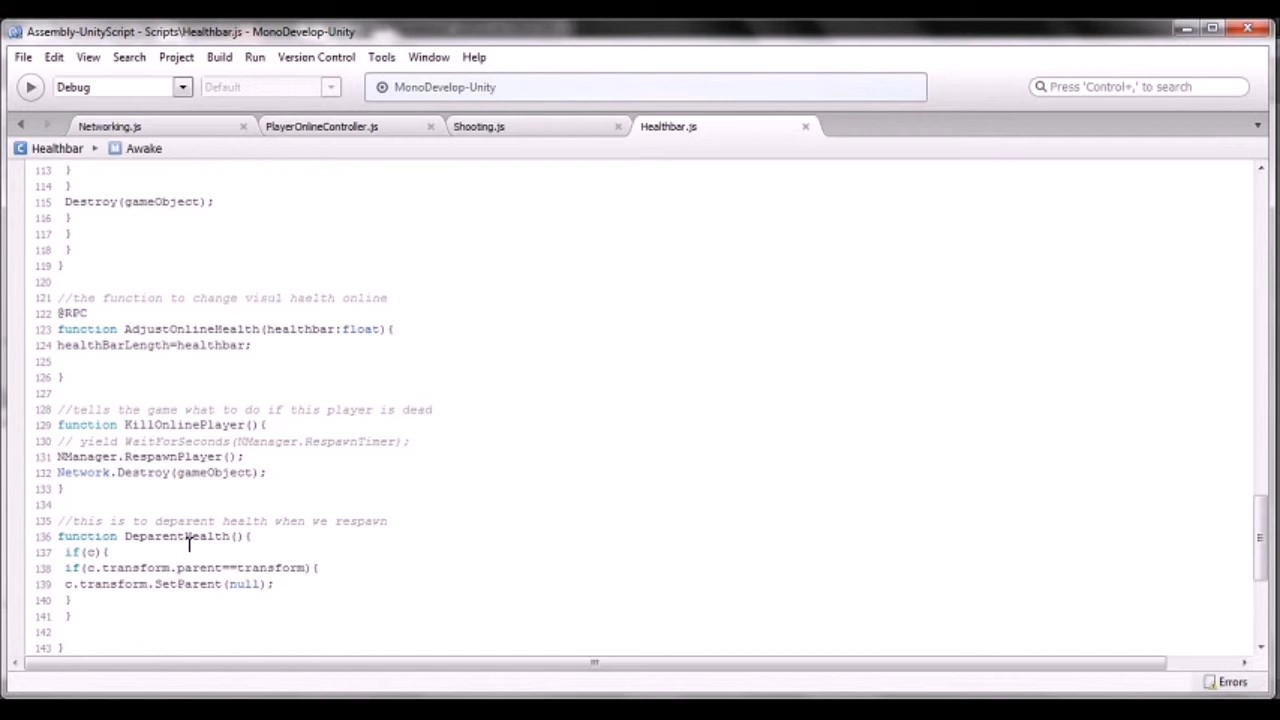 Assembly-UnityScript - Scripts\Healthbar.js - MonoDevelop-Unity
File Edit View Search Project Build Run Version Control Tools Window Help
Debug Default MonoDevelop-Unity Press 'Control+,' to search
Networking.js PlayerOnlineController.js Shooting.js Healthbar.js
C Healthbar M Awake
113 }
114 }
115 Destroy(gameObject);
116 }
117 }
118 }
119 }
120
121 //the function to change visul haelth online
122 @RPC
123 function AdjustOnlineHealth(healthbar:float){
124 healthBarLength=healthbar;
125
126 }
127
128 //tells the game what to do if this player is dead
129 function KillOnlinePlayer(){
130 // yield WaitForSeconds(NManager.RespawnTimer);
131 NManager.RespawnPlayer();
132 Network.Destroy(gameObject);
133 }
134
135 //this is to deparent health when we respawn
136 function DeparentHealth(){
137 if(c){
138 if(c.transform.parent==transform){
139 c.transform.SetParent(null);
140 }
141 }
142
143 }
Errors